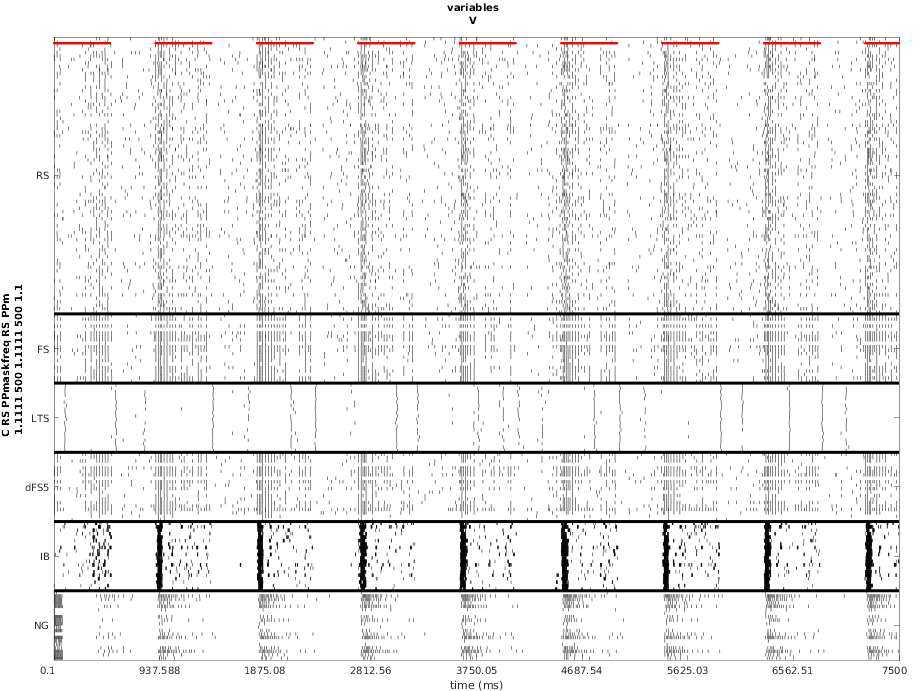 variables
V
C RS PPmaskfreq RS PPm
1.1111 500 1.1111 500 1.1
RS
FS
LTS
dFS5
IB
NG
0.1 937.588 1875.08 2812.56 3750.05 4687.54 5625.03 6562.51 7500
time (ms)